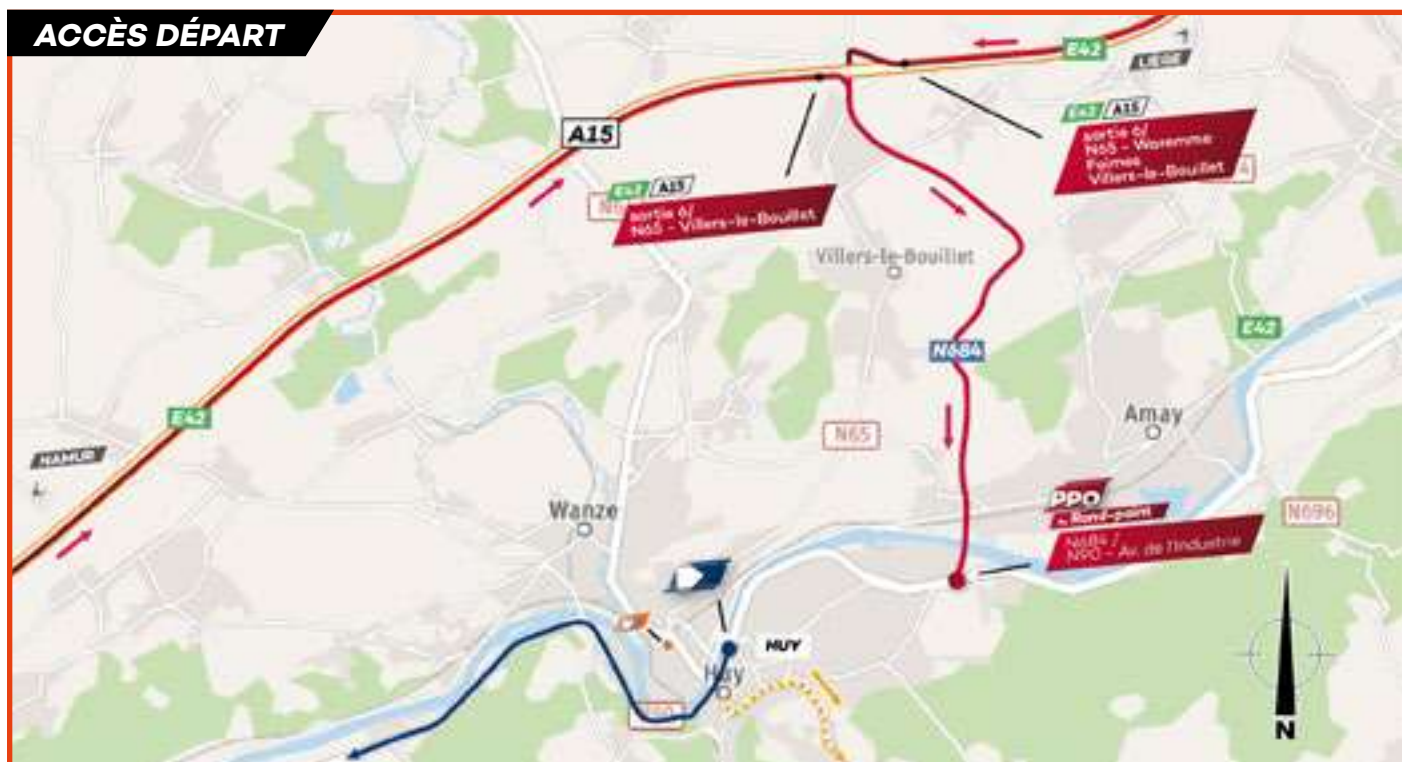 ACCÈS DÉPART
E42
LIEGE
A15
E42 A15
sortie 6/
N65 - Waremme
Faimes
Villers-le-Bouillet
E42 A15
sortie 6/
N65 - Villers-le-Bouillet
Villers-le-Bouillet
N684
E42
E42
NAMUR
N65
Amay
Wanze
PPO
Rond-point
N684 /
N90 - Av. de l'Industrie
N696
HUY
Huy
N